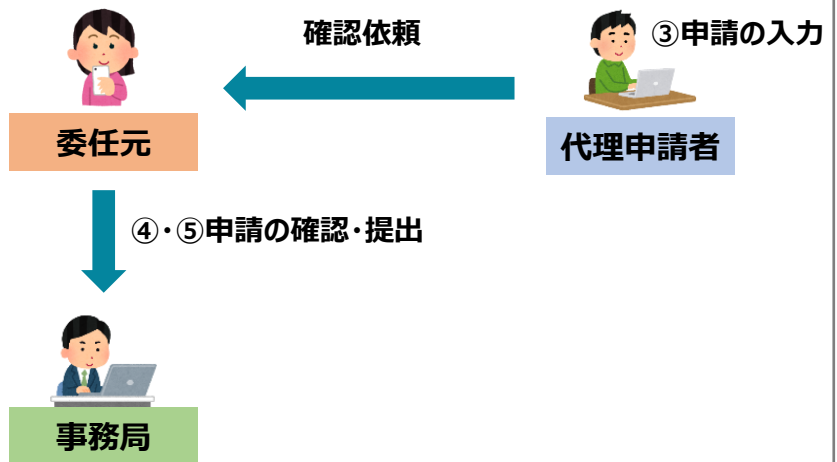 確認依頼
③申請の入力
委任元
代理申請者
④・⑤申請の確認・提出
事務局